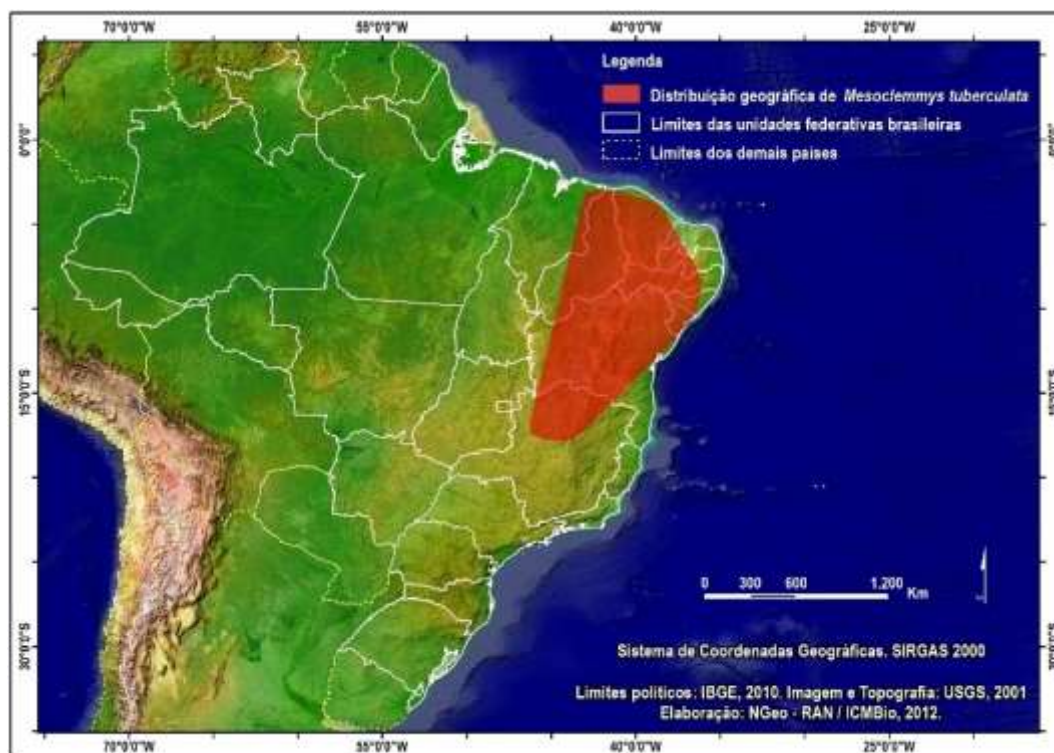 70°0'0"W 55°0'0"W 40°0'0"W 25°0'0"W
Legenda
Distribuição geográfica de Mesoclemmys tuberculata
Limites das unidades federativas brasileiras
Limites dos demais países
0°0'0"
15°0'0"S
30°0'0"S
0 300 600 1.200
Km
Sistema de Coordenadas Geográficas. SIRGAS 2000
Limites políticos: IBGE, 2010. Imagem e Topografia: USGS, 2001
Elaboração: NGeo - RAN / ICMBio, 2012.
70°0'0"W 55°0'0"W 40°0'0"W 25°0'0"W